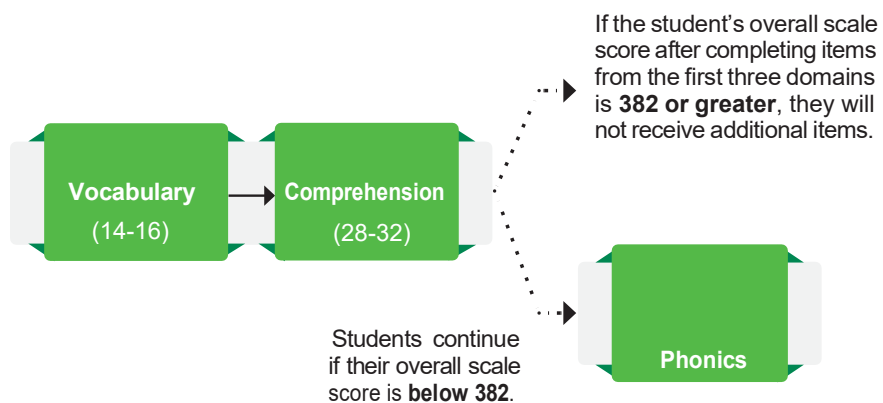 If the student's overall scale
score after completing items
from the first three domains
is 382 or greater, they will
not receive additional items.
Vocabulary
(14-16)
Comprehension
(28-32)
Students continue
if their overall scale
score is below 382.
Phonics